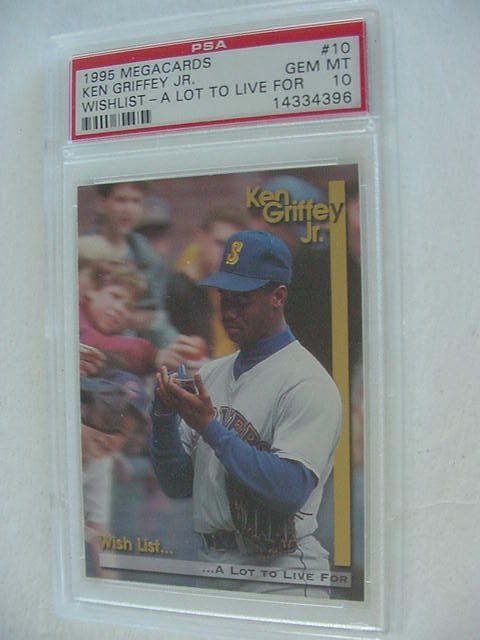 PSA
1995 MEGACARDS #10
KEN GRIFFEY JR. GEM MT
WISHLIST - A LOT TO LIVE FOR 10
14334396
Ken
Griffey
Jr.
S
Wish List...
...A LOT TO LIVE FOR